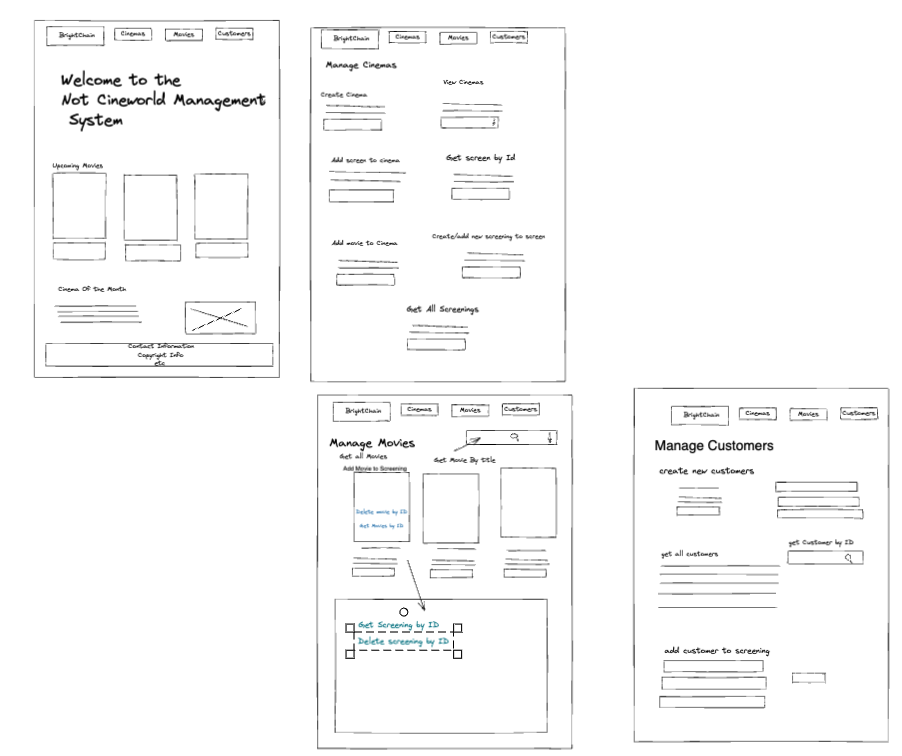 BrightChain
Cinemas
Movies
Customers
Welcome to the
Not Cineworld Management
System
Upcoming Movies
Cinema Of the Month
Contact Information
Copyright Info
etc
BrightChain
Cinemas
Movies
Customers
Manage Cinemas
View Cinemas
Create Cinema
Add screen to cinema
Get screen by Id
Add movie to Cinema
Create/add new screening to screen
Get All Screenings
BrightChain
Cinemas
Movies
Customers
Manage Movies
Get all Movies
Get Movie By title
Add Movie to Screening
Delete movie by ID
Get Movies by ID
Get Screening by ID
Delete screening by ID
BrightChain
Cinemas
Movies
Customers
Manage Customers
create new customers
get Customer by ID
get all customers
add customer to screening